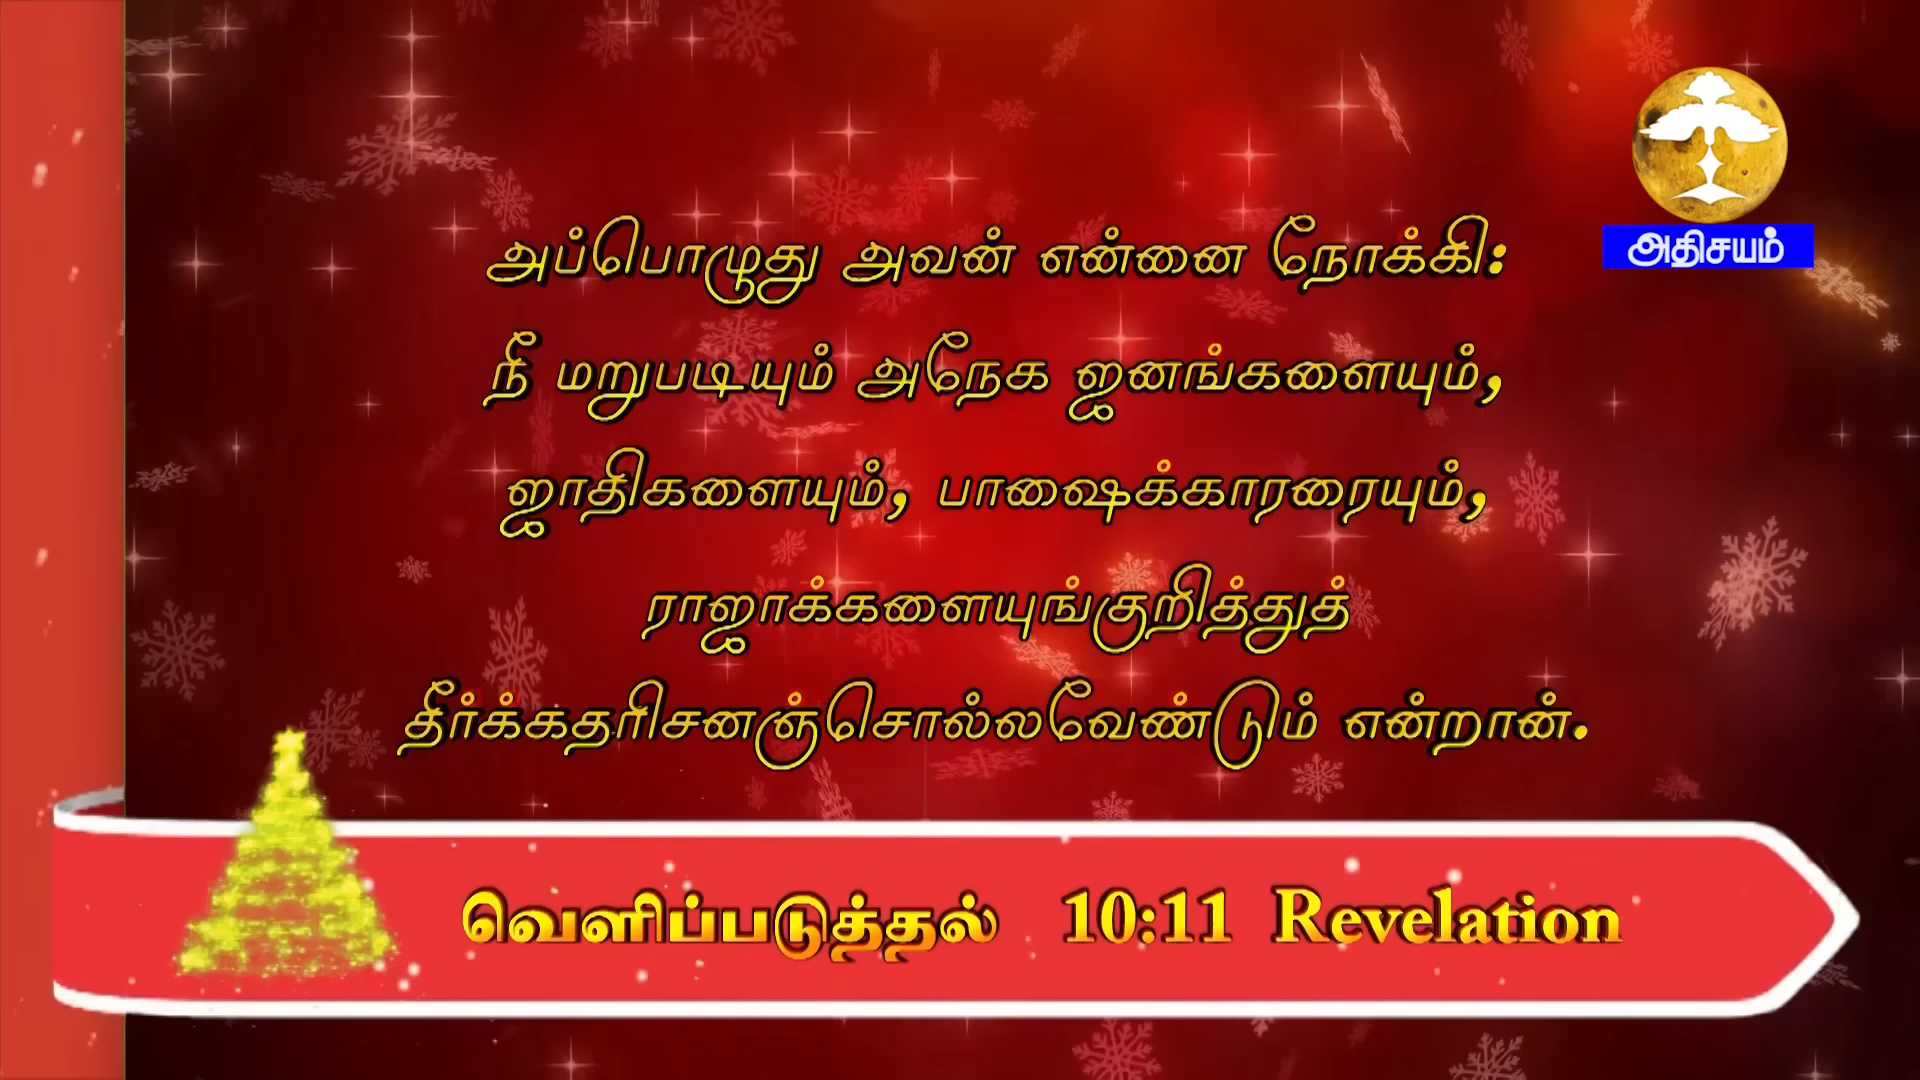 அதிசயம்
அப்பொழுது அவன் என்னை நோக்கி:
நீ மறுபடியும் அநேக ஜனங்களையும்,
ஜாதிகளையும், பாஷைக்காரரையும்,
ராஜாக்களையுங்குறித்துத்
தீர்க்கதரிசனஞ்சொல்லவேண்டும் என்றான்.
வெளிப்படுத்தல் 10:11 Revelation